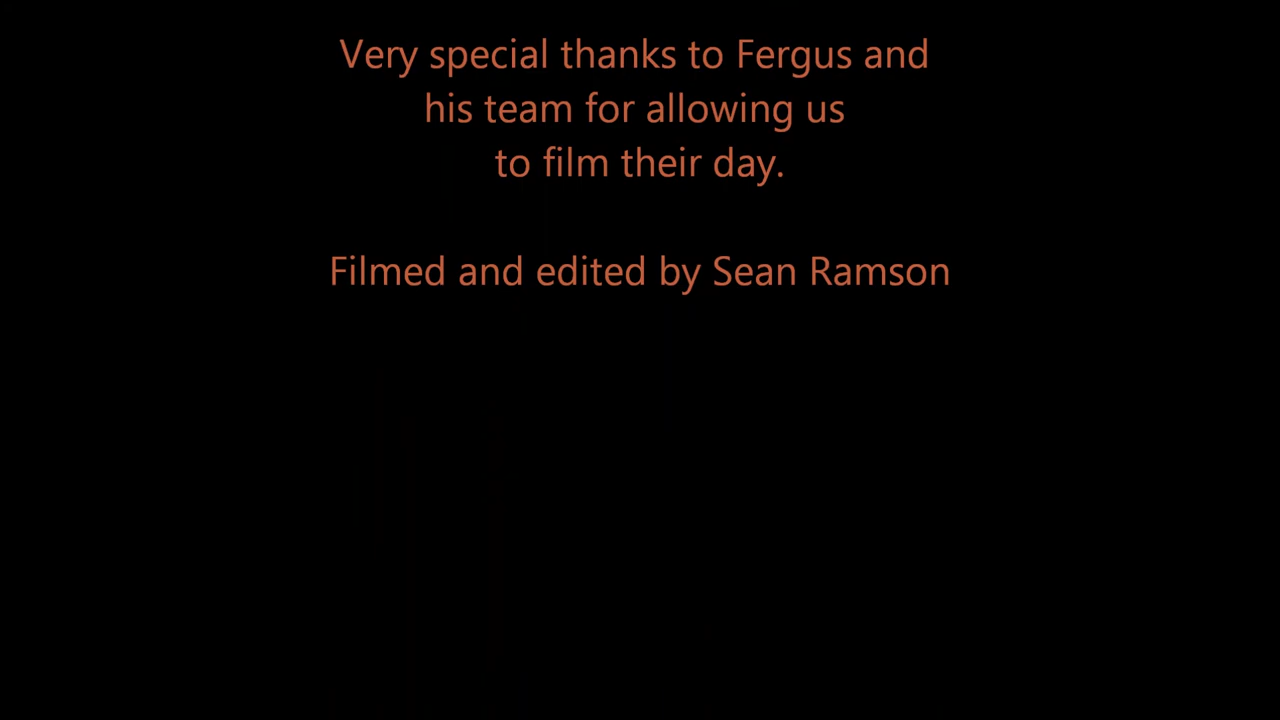 Very special thanks to Fergus and
his team for allowing us
to film their day.
Filmed and edited by Sean Ramson